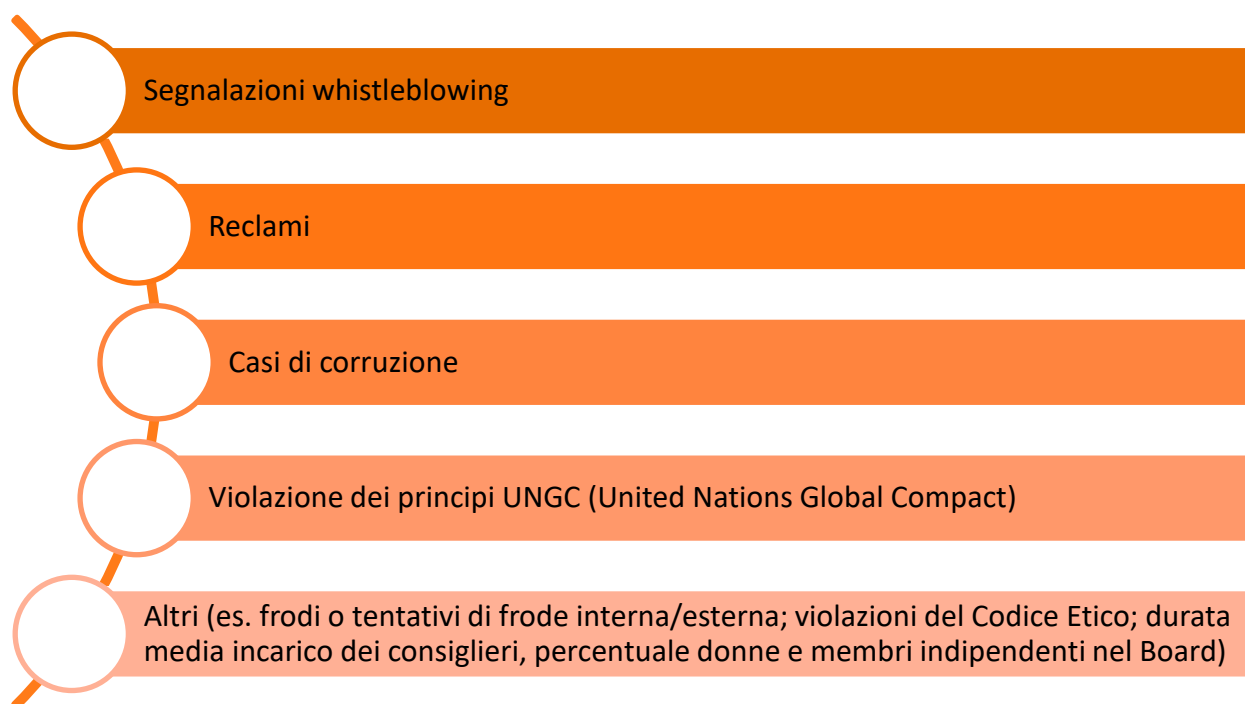 Segnalazioni whistleblowing
Reclami
Casi di corruzione
Violazione dei principi UNGC (United Nations Global Compact)
Altri (es. frodi o tentativi di frode interna/esterna; violazioni del Codice Etico; durata
media incarico dei consiglieri, percentuale donne e membri indipendenti nel Board)